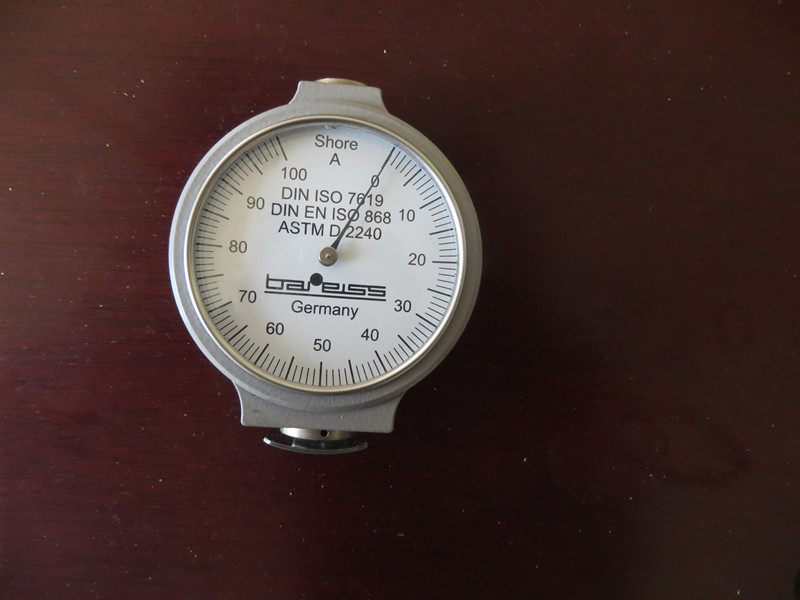 Shore
A
100
0
DIN ISO 7619
90
DIN EN ISO 868
10
ASTM D 2240
80
20
bareiss
70
Germany
30
60
40
50